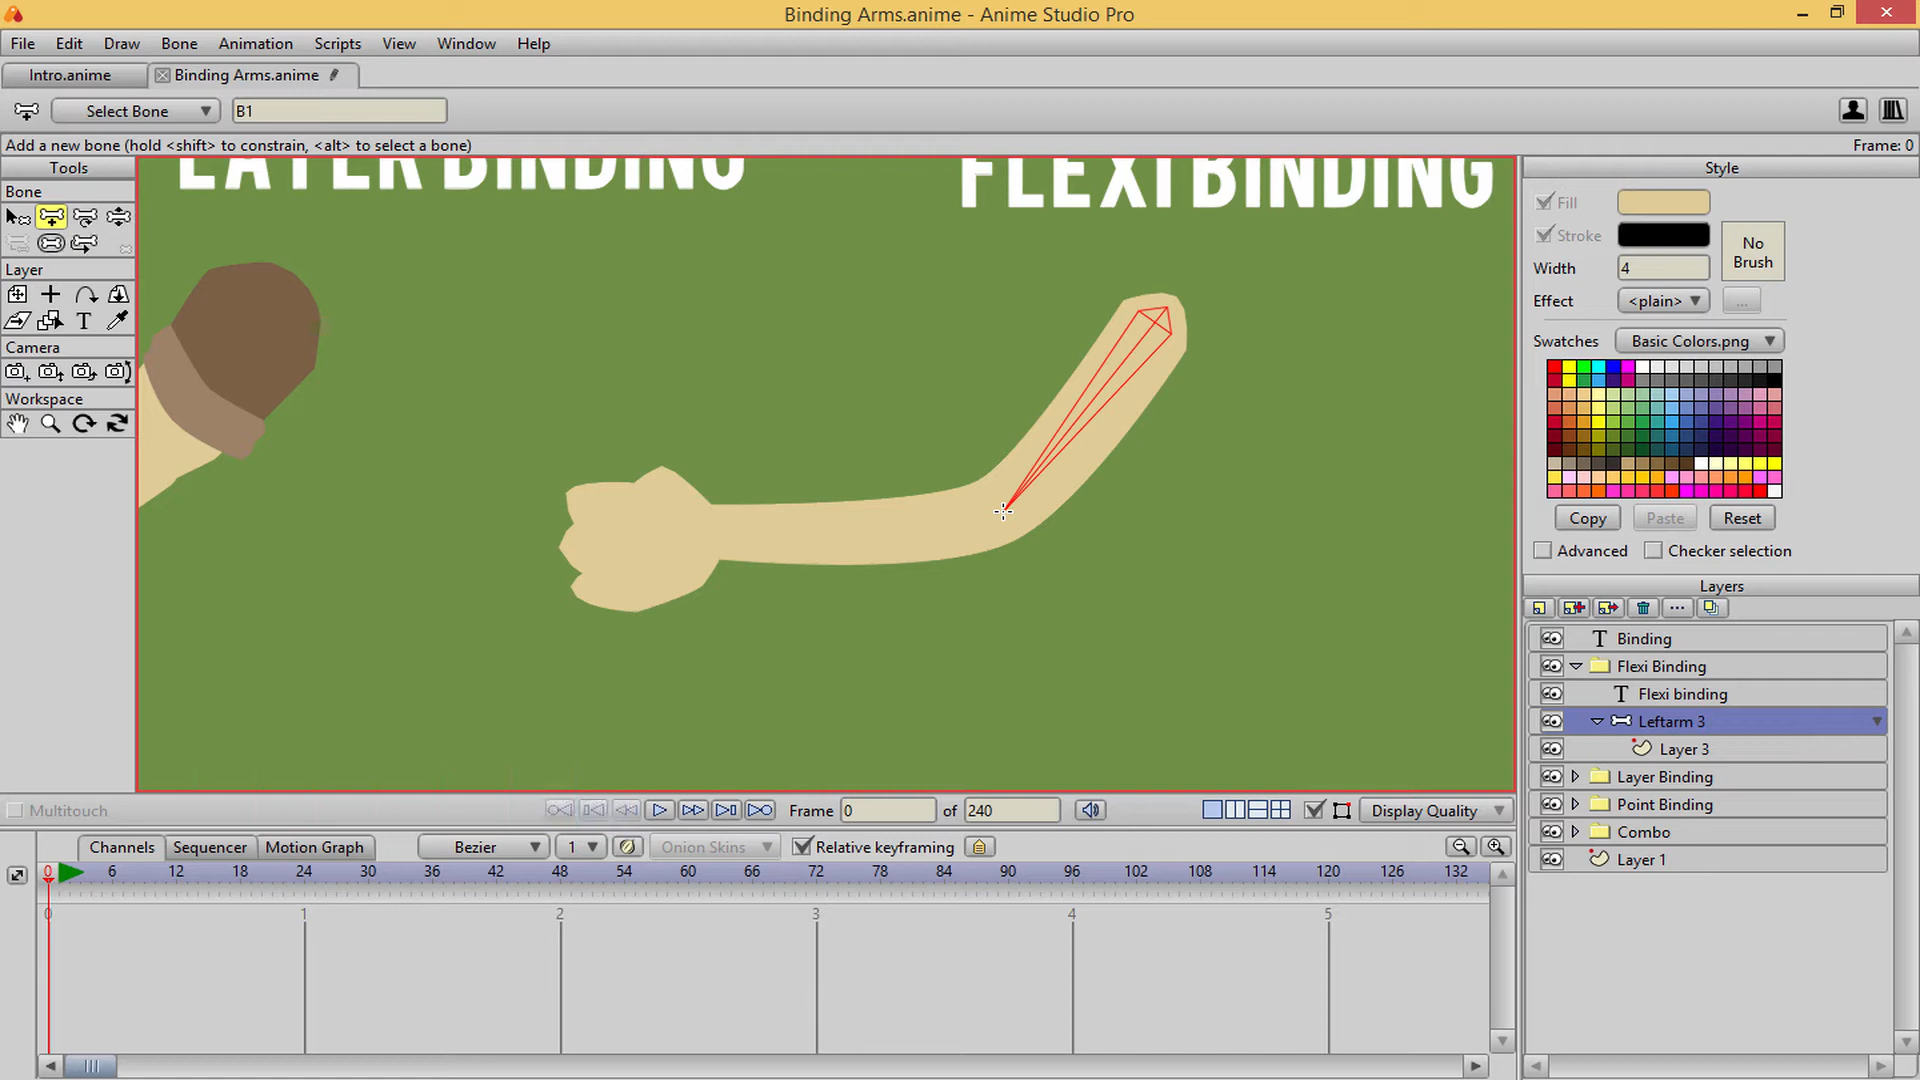 Binding Arms.anime - Anime Studio Pro
File Edit Draw Bone Animation Scripts View Window Help
Intro.anime Binding Arms.anime
Select Bone B1
Add a new bone (hold <shift> to constrain, <alt> to select a bone) Frame: 0
Tools
Bone
Layer
T
Camera
Workspace
LAYER BINDING FLEXI BINDING
Style
Fill
Stroke No Brush
Width 4
Effect <plain> ...
Swatches Basic Colors.png
Copy Paste Reset
Advanced Checker selection
Layers
T Binding
Flexi Binding
T Flexi binding
Leftarm 3
Layer 3
Layer Binding
Point Binding
Combo
Layer 1
Multitouch Frame 0 of 240 Display Quality
Channels Sequencer Motion Graph Bezier 1 Onion Skins Relative keyframing
0 6 12 18 24 30 36 42 48 54 60 66 72 78 84 90 96 102 108 114 120 126 132
0 1 2 3 4 5